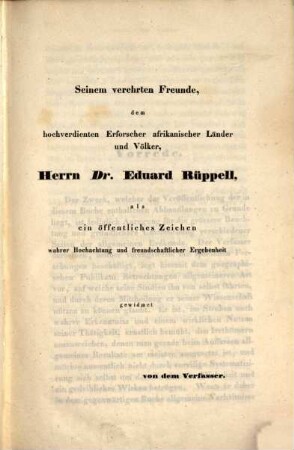 Seinem verehrten Freunde,
dem
hochverdienten Erforscher afrikanischer Länder
und Völker,
Herrn Dr. Eduard Rüppell,
als
ein öffentliches Zeichen
wahrer Hochachtung und freundschaftlicher Ergebenheit
gewidmet
von dem Verfasser.